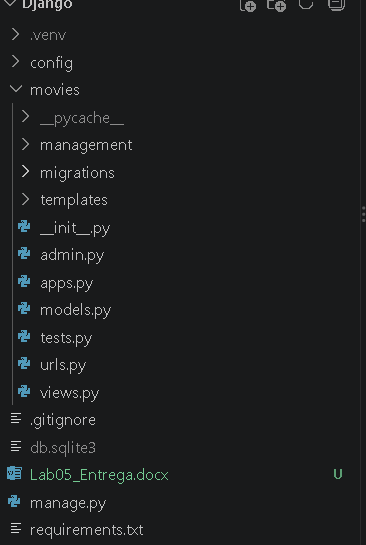 Django
.venv
config
movies
__pycache__
management
migrations
templates
__init__.py
admin.py
apps.py
models.py
tests.py
urls.py
views.py
.gitignore
db.sqlite3
Lab05_Entrega.docx U
manage.py
requirements.txt